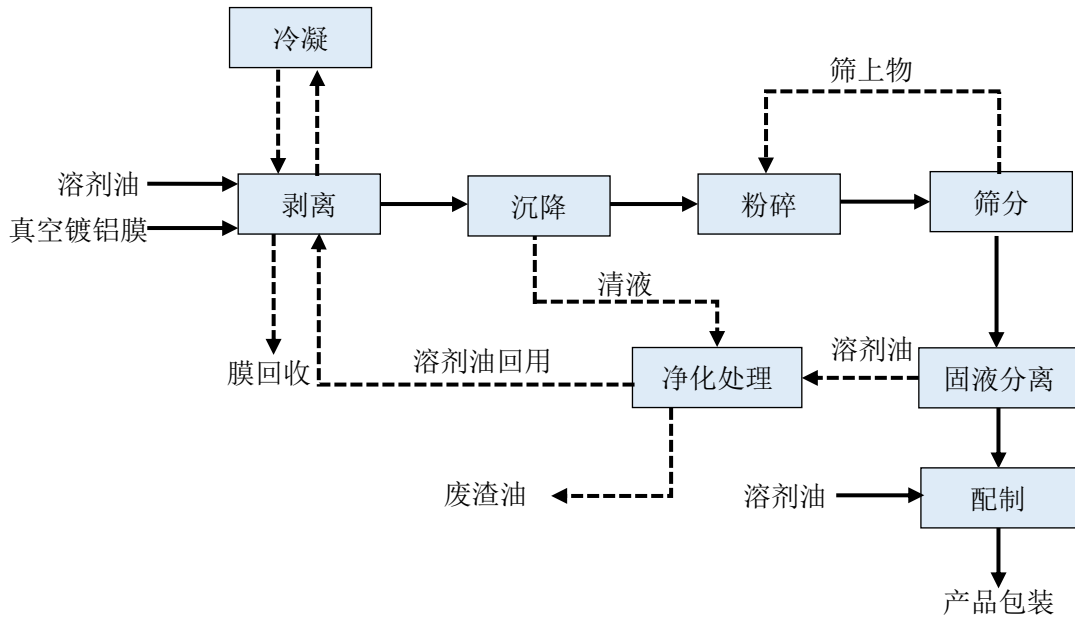 冷凝
筛上物
溶剂油
真空镀铝膜
剥离
沉降
粉碎
筛分
清液
膜回收
溶剂油回用
净化处理
溶剂油
固液分离
废渣油
溶剂油
配制
产品包装